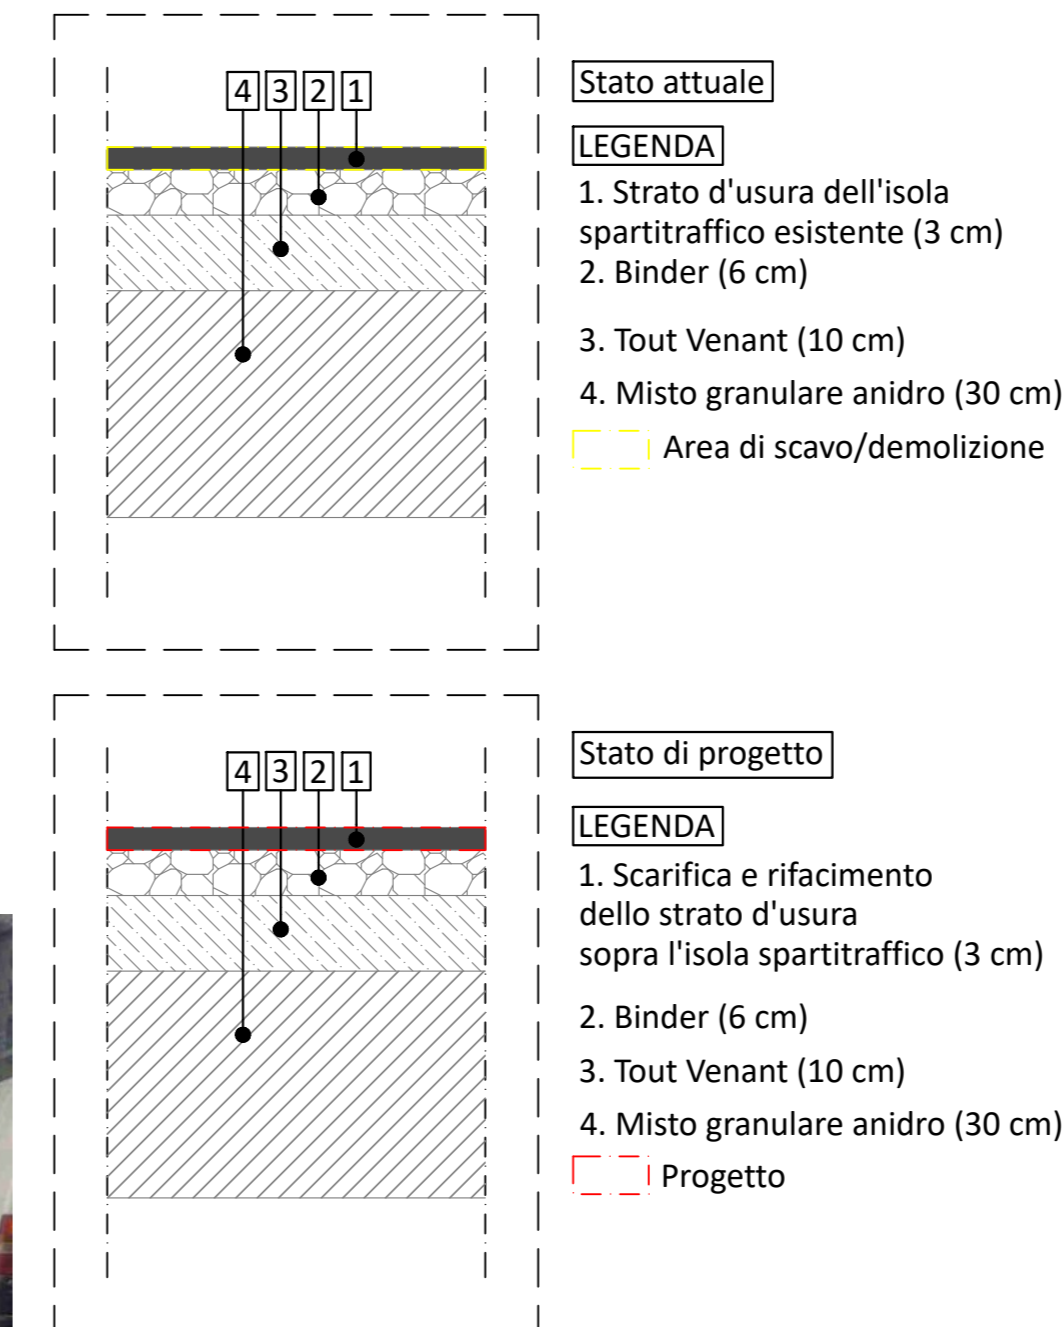 4 3 2 1
Stato attuale
LEGENDA
1. Strato d'usura dell'isola
spartitraffico esistente (3 cm)
2. Binder (6 cm)
3. Tout Venant (10 cm)
4. Misto granulare anidro (30 cm)
Area di scavo/demolizione
4 3 2 1
Stato di progetto
LEGENDA
1. Scarifica e rifacimento
dello strato d'usura
sopra l'isola spartitraffico (3 cm)
2. Binder (6 cm)
3. Tout Venant (10 cm)
4. Misto granulare anidro (30 cm)
Progetto